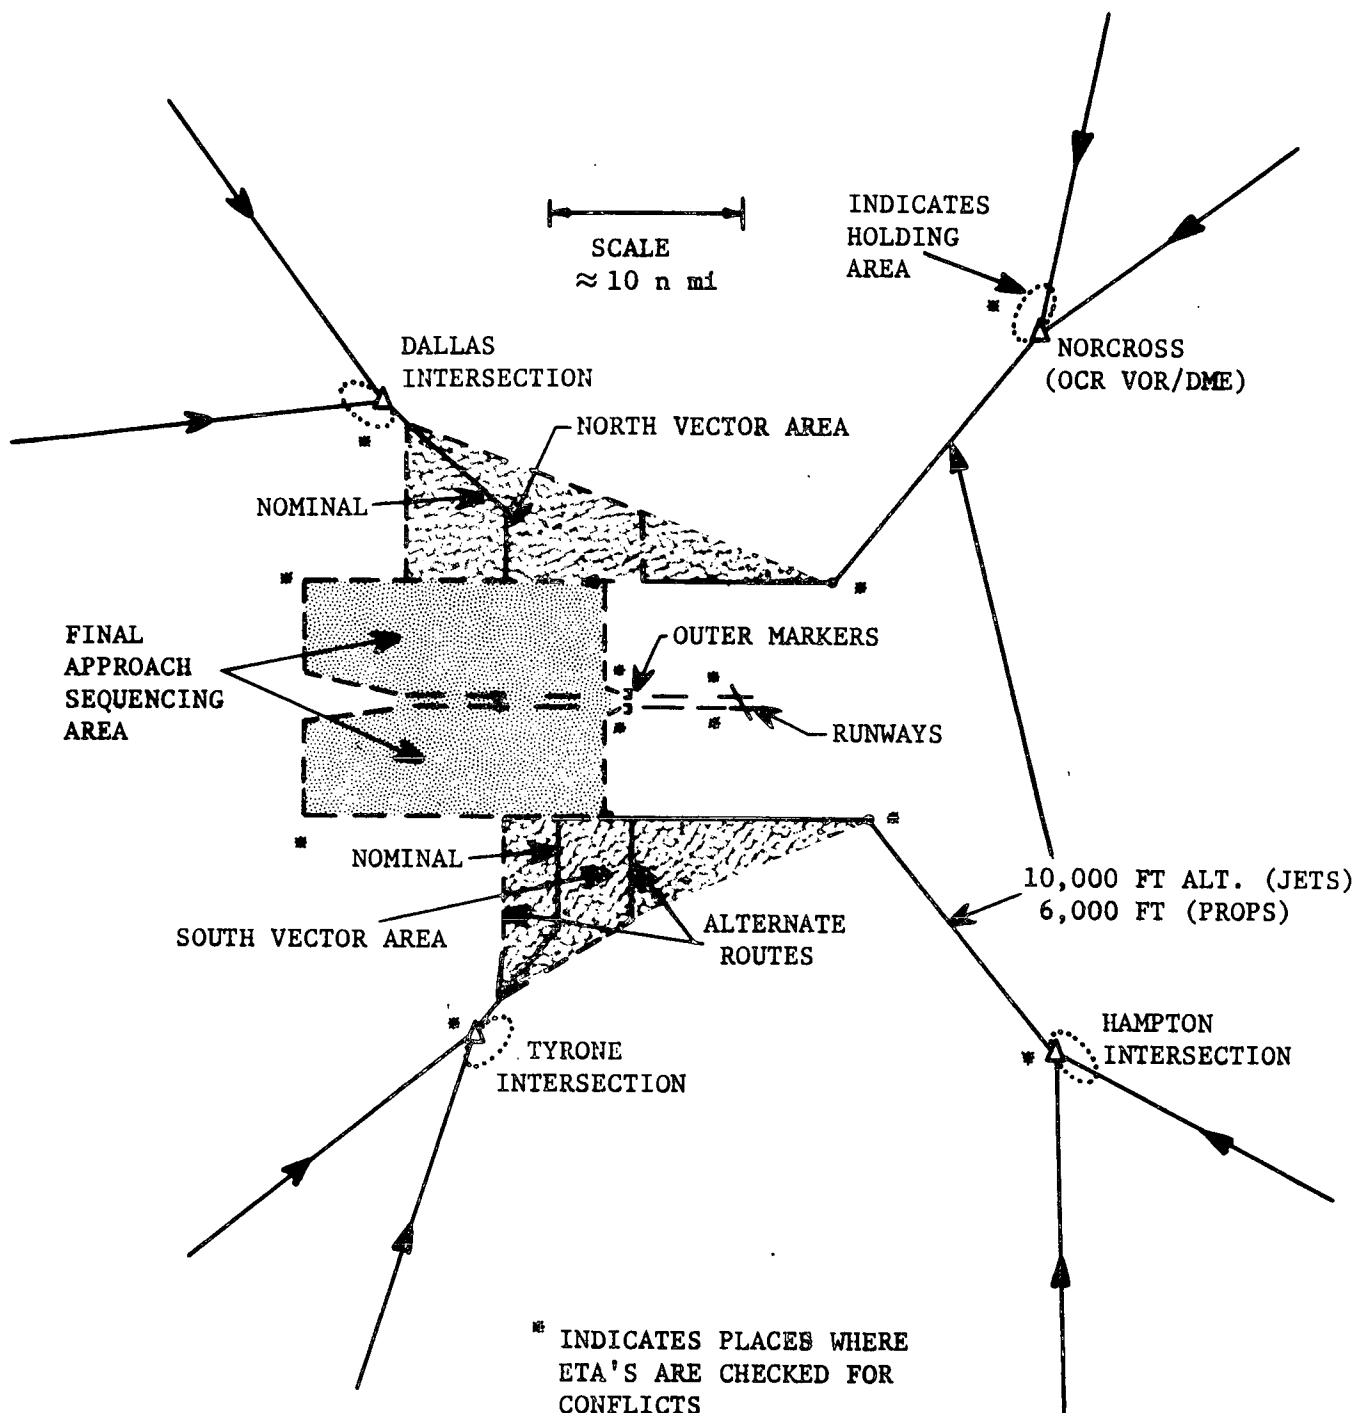 INDICATES
HOLDING
AREA
SCALE
≈ 10 n mi
DALLAS
INTERSECTION
NORCROSS
(OCR VOR/DME)
NORTH VECTOR AREA
NOMINAL
FINAL
APPROACH
SEQUENCING
AREA
OUTER MARKERS
RUNWAYS
NOMINAL
10,000 FT ALT. (JETS)
6,000 FT (PROPS)
SOUTH VECTOR AREA
ALTERNATE
ROUTES
TYRONE
INTERSECTION
HAMPTON
INTERSECTION
* INDICATES PLACES WHERE
ETA'S ARE CHECKED FOR
CONFLICTS